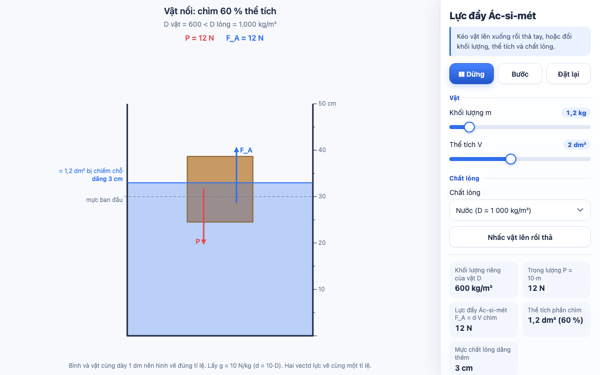 Vật nổi: chìm 60 % thể tích
D vật = 600 < D lỏng = 1.000 kg/m³
P = 12 N F_A = 12 N
50 cm
40
30
20
10
F_A
P
= 1,2 dm³ bị chiếm chỗ
dâng 3 cm
mực ban đầu
Bình và vật cùng dày 1 dm nên hình vẽ đúng tỉ lệ. Lấy g = 10 N/kg (d = 10·D). Hai vectơ lực vẽ cùng một tỉ lệ.
Lực đẩy Ác-si-mét
Kéo vật lên xuống rồi thả tay, hoặc đổi
khối lượng, thể tích và chất lỏng.
Dừng
Bước
Đặt lại
Vật
Khối lượng m
1,2 kg
Thể tích V
2 dm³
Chất lỏng
Chất lỏng
Nước (D = 1 000 kg/m³)
Nhấc vật lên rồi thả
Khối lượng riêng
của vật D
600 kg/m³
Trọng lượng P =
10·m
12 N
Lực đẩy Ác-si-mét
F_A = d·V chìm
12 N
Thể tích phần chìm
1,2 dm³ (60 %)
Mực chất lỏng dâng
thêm
3 cm